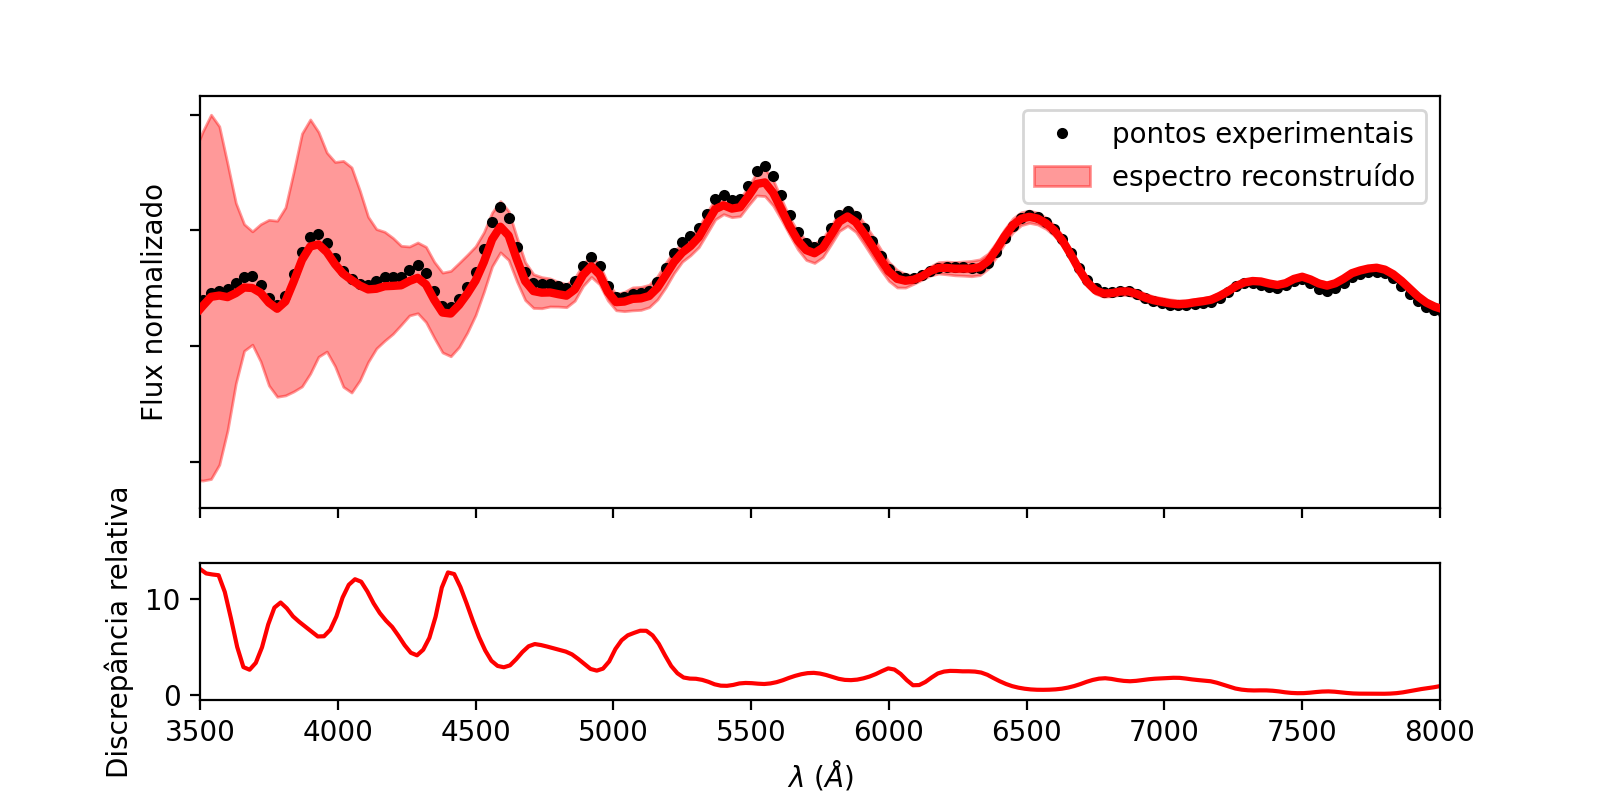 Flux normalizado
pontos experimentais
espectro reconstruído
Discrepância relativa
10
0
3500 4000 4500 5000 5500 6000 6500 7000 7500 8000
λ (Å)